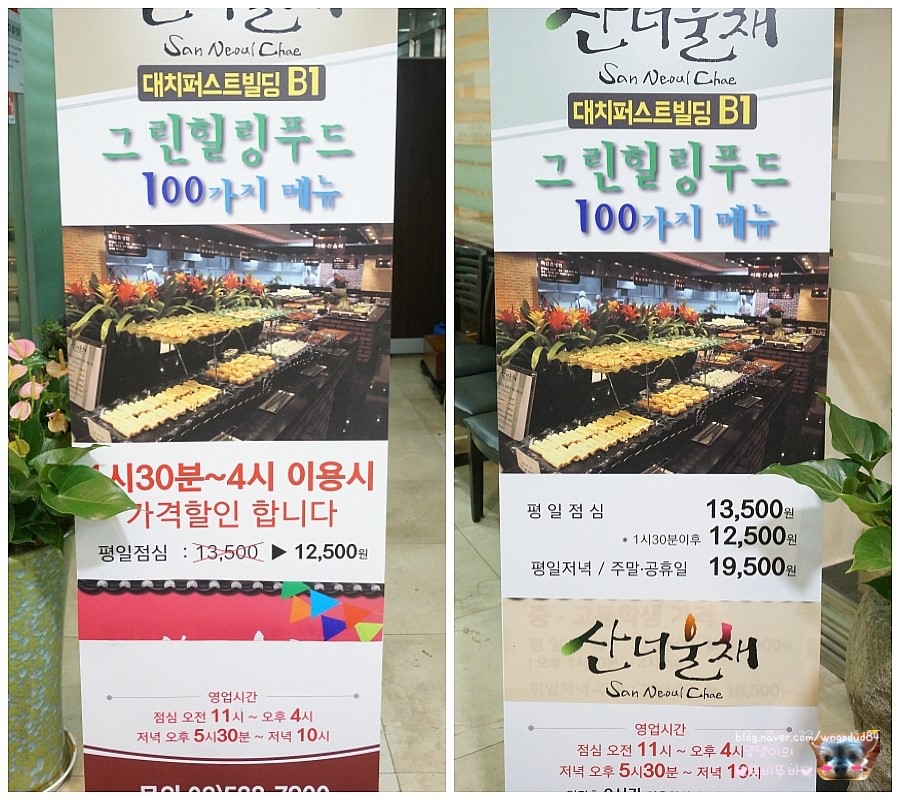 San Neoul Chae
대치퍼스트빌딩 B1
그린힐링푸드
100가지 메뉴
1시30분~4시 이용시
가격할인 합니다
평일점심 : 13,500 ▶ 12,500원
영업시간
점심 오전 11시 ~ 오후 4시
저녁 오후 5시30분 ~ 저녁 10시
산너울채
San Neoul Chae
대치퍼스트빌딩 B1
그린힐링푸드
100가지 메뉴
평일점심 13,500원
* 1시30분이후 12,500원
평일저녁 / 주말·공휴일 19,500원
산너울채
San Neoul Chae
영업시간
점심 오전 11시 ~ 오후 4시
저녁 오후 5시30분 ~ 저녁 10시
blog.naver.com/wngodud84